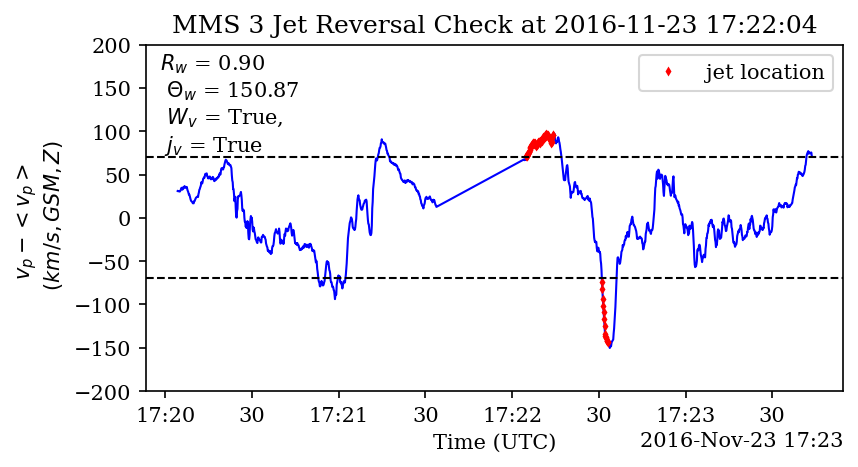 MMS 3 Jet Reversal Check at 2016-11-23 17:22:04
R_w = 0.90
Θ_w = 150.87
W_v = True,
j_v = True
jet location
v_p − < v_p >
(km/s, GSM, Z)
200
150
100
50
0
−50
−100
−150
−200
17:20 30 17:21 30 17:22 30 17:23 30
Time (UTC)
2016-Nov-23 17:23